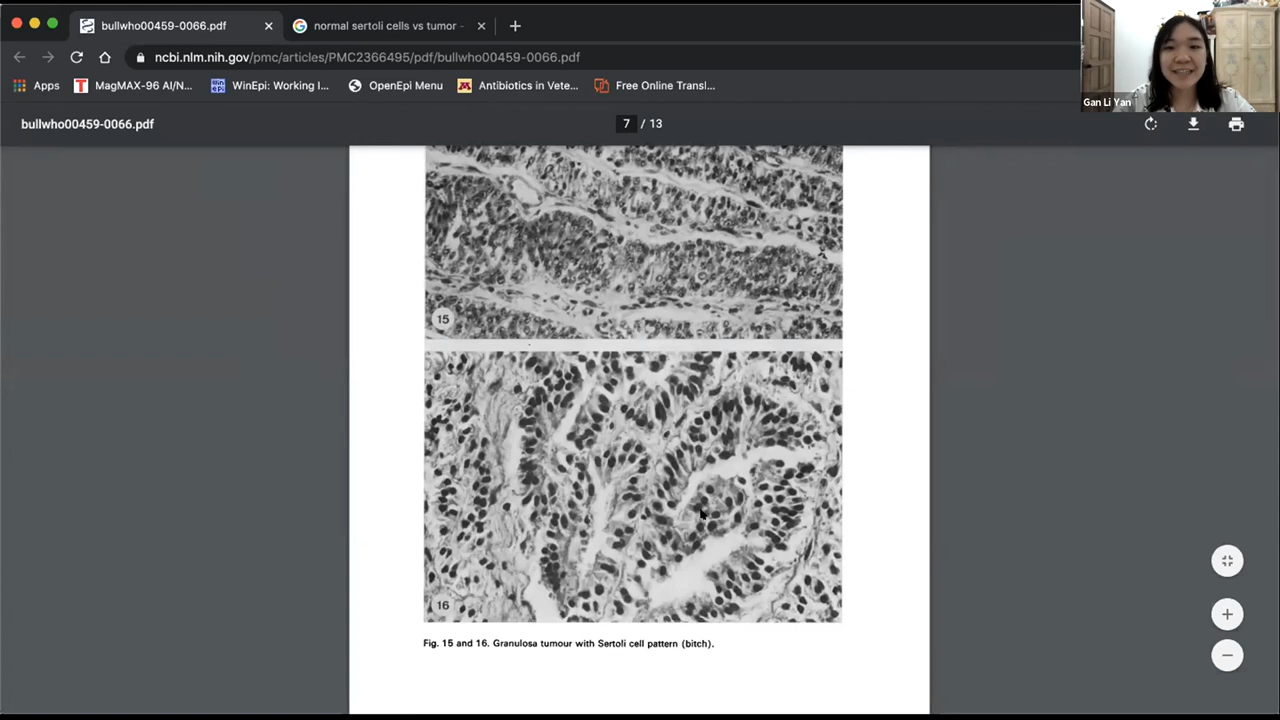 bullwho00459-0066.pdf
normal sertoli cells vs tumor -
ncbi.nlm.nih.gov/pmc/articles/PMC2366495/pdf/bullwho00459-0066.pdf
Apps
MagMAX-96 AI/N...
WinEpi: Working I...
OpenEpi Menu
Antibiotics in Vete...
Free Online Transl...
Gan Li Yan
bullwho00459-0066.pdf
7 / 13
15
16
Fig. 15 and 16. Granulosa tumour with Sertoli cell pattern (bitch).